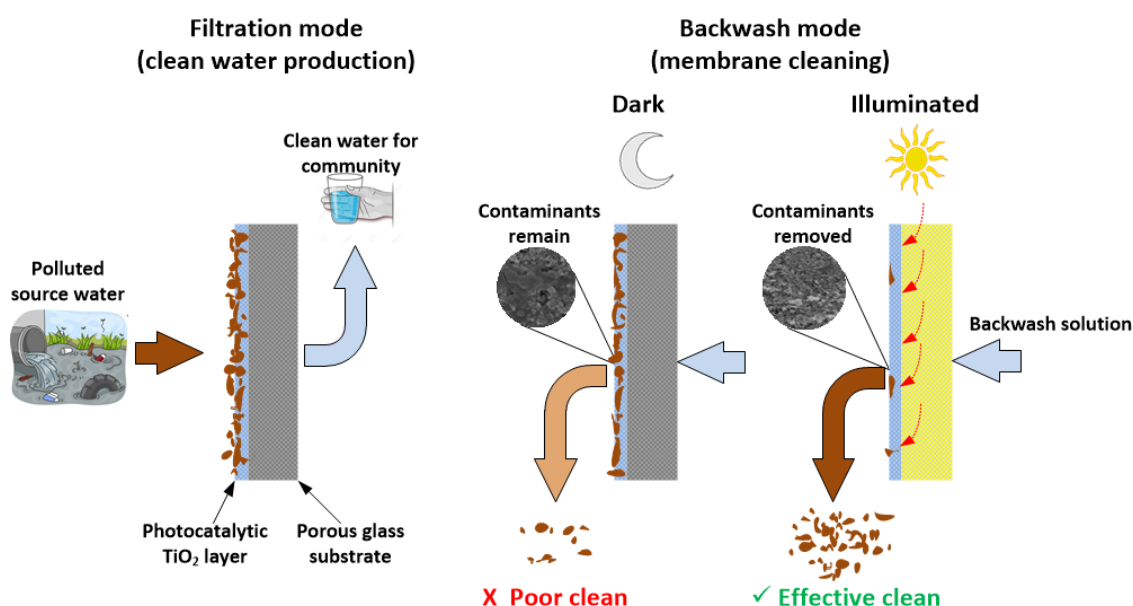 Filtration mode
(clean water production)
Backwash mode
(membrane cleaning)
Dark
Illuminated
Clean water for
community
Contaminants
remain
Contaminants
removed
Polluted
source water
Backwash solution
Photocatalytic
TiO₂ layer
Porous glass
substrate
X Poor clean
✓ Effective clean